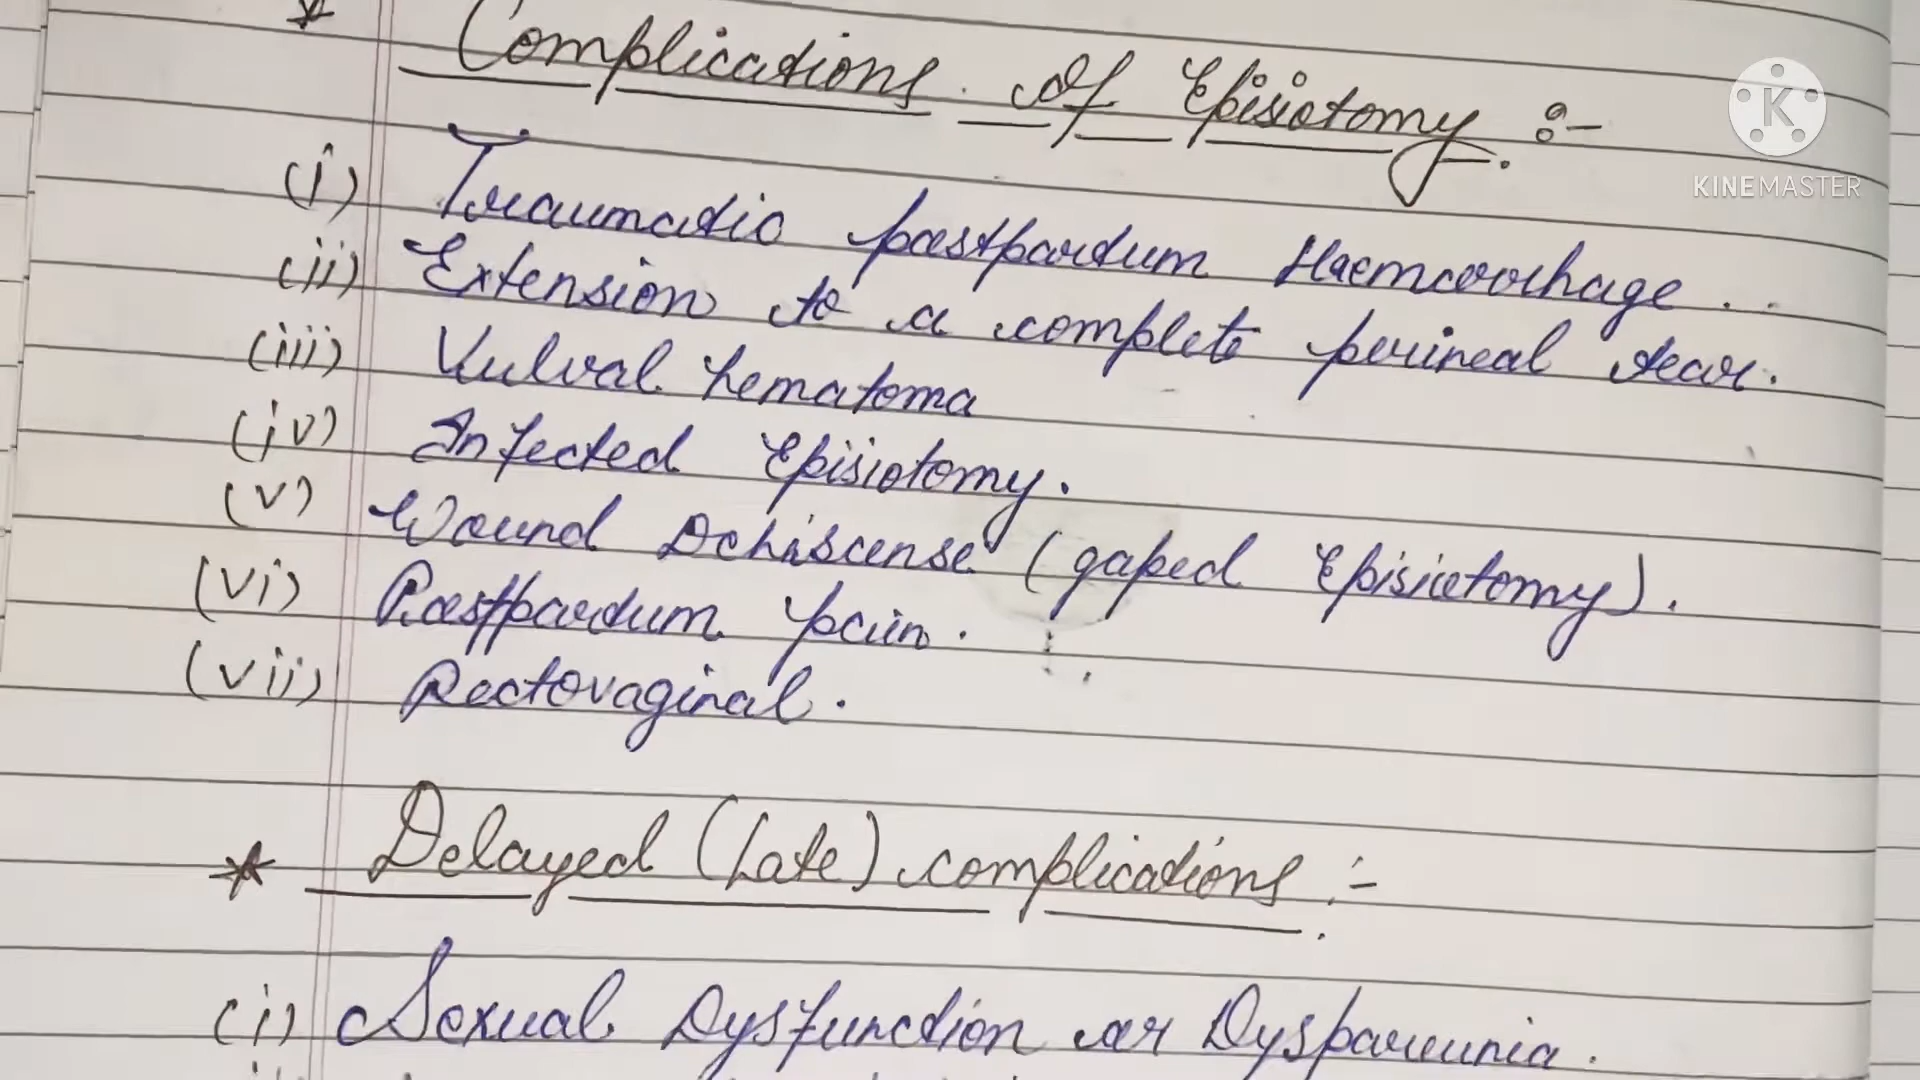 * Complications of Episiotomy :-
K
KINEMASTER
(i) Traumatic postpartum Haemorrhage ..
(ii) Extension to a complete perineal tear.
(iii) Vulval hematoma
(iv) Infected Episiotomy.
(v) Wound Dehiscense (gaped Episiotomy).
(vi) Postpartum pain.
(vii) Rectovaginal.
* Delayed (Late) complications :-
(i) Sexual Dysfunction or Dyspareunia.